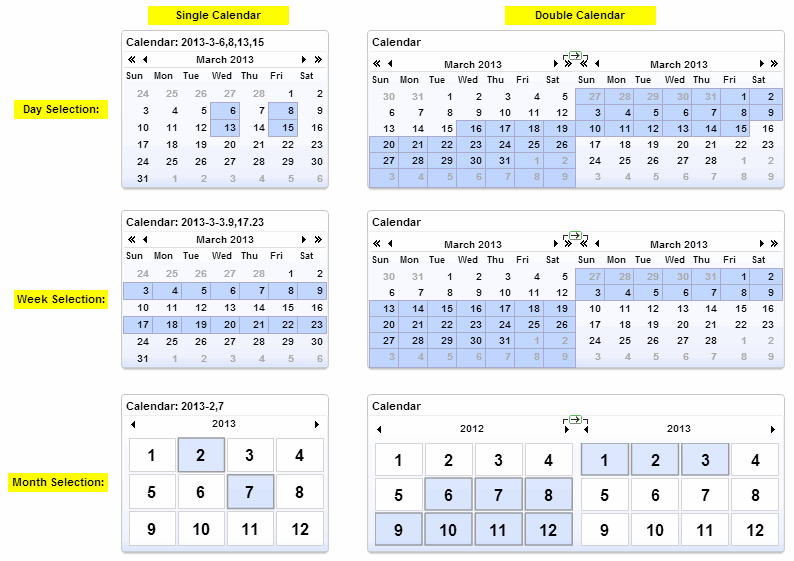 Single Calendar
Double Calendar
Day Selection:
Calendar: 2013-3-6,8,13,15
March 2013
Sun Mon Tue Wed Thu Fri Sat
24 25 26 27 28 1 2
3 4 5 6 7 8 9
10 11 12 13 14 15 16
17 18 19 20 21 22 23
24 25 26 27 28 29 30
31 1 2 3 4 5 6
Calendar
March 2013
Sun Mon Tue Wed Thu Fri Sat
30 31 1 2 3 4 5
6 7 8 9 10 11 12
13 14 15 16 17 18 19
20 21 22 23 24 25 26
27 28 29 30 31 1 2
3 4 5 6 7 8 9
March 2013
Sun Mon Tue Wed Thu Fri Sat
27 28 29 30 31 1 2
3 4 5 6 7 8 9
10 11 12 13 14 15 16
17 18 19 20 21 22 23
24 25 26 27 28 1 2
3 4 5 6 7 8 9
Week Selection:
Calendar: 2013-3-3.9,17.23
March 2013
Sun Mon Tue Wed Thu Fri Sat
24 25 26 27 28 1 2
3 4 5 6 7 8 9
10 11 12 13 14 15 16
17 18 19 20 21 22 23
24 25 26 27 28 29 30
31 1 2 3 4 5 6
Calendar
March 2013
Sun Mon Tue Wed Thu Fri Sat
30 31 1 2 3 4 5
6 7 8 9 10 11 12
13 14 15 16 17 18 19
20 21 22 23 24 25 26
27 28 29 30 31 1 2
3 4 5 6 7 8 9
March 2013
Sun Mon Tue Wed Thu Fri Sat
27 28 29 30 31 1 2
3 4 5 6 7 8 9
10 11 12 13 14 15 16
17 18 19 20 21 22 23
24 25 26 27 28 1 2
3 4 5 6 7 8 9
Month Selection:
Calendar: 2013-2,7
2013
1 2 3 4
5 6 7 8
9 10 11 12
Calendar
2012
1 2 3 4
5 6 7 8
9 10 11 12
2013
1 2 3 4
5 6 7 8
9 10 11 12